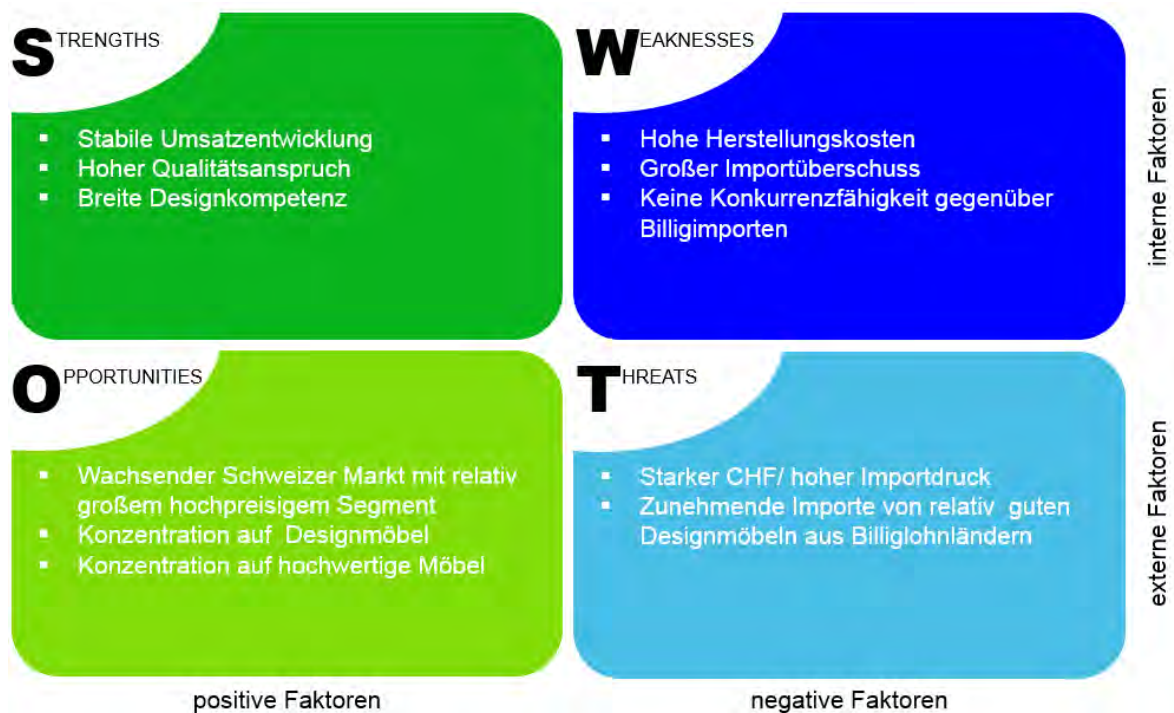 STRENGTHS
▪ Stabile Umsatzentwicklung
▪ Hoher Qualitätsanspruch
▪ Breite Designkompetenz
WEAKNESSES
▪ Hohe Herstellungskosten
▪ Großer Importüberschuss
▪ Keine Konkurrenzfähigkeit gegenüber
Billigimporten
interne Faktoren
OPPORTUNITIES
▪ Wachsender Schweizer Markt mit relativ
großem hochpreisigem Segment
▪ Konzentration auf Designmöbel
▪ Konzentration auf hochwertige Möbel
THREATS
▪ Starker CHF/ hoher Importdruck
▪ Zunehmende Importe von relativ guten
Designmöbeln aus Billiglohnländern
externe Faktoren
positive Faktoren
negative Faktoren